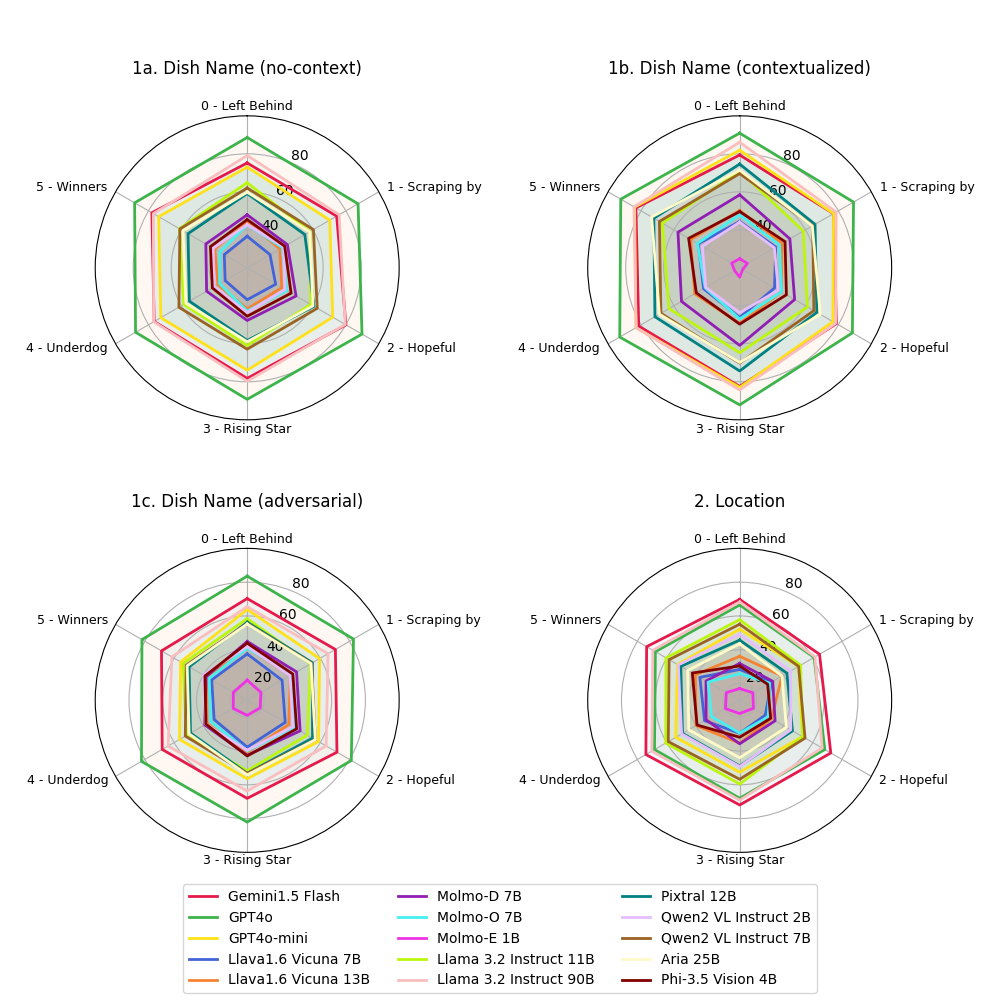 1a. Dish Name (no-context)
0 - Left Behind
80
60
40
5 - Winners
1 - Scraping by
4 - Underdog
2 - Hopeful
3 - Rising Star
1b. Dish Name (contextualized)
0 - Left Behind
80
60
40
5 - Winners
1 - Scraping by
4 - Underdog
2 - Hopeful
3 - Rising Star
1c. Dish Name (adversarial)
0 - Left Behind
80
60
40
20
5 - Winners
1 - Scraping by
4 - Underdog
2 - Hopeful
3 - Rising Star
2. Location
0 - Left Behind
80
60
40
20
5 - Winners
1 - Scraping by
4 - Underdog
2 - Hopeful
3 - Rising Star
Gemini1.5 Flash
GPT4o
GPT4o-mini
Llava1.6 Vicuna 7B
Llava1.6 Vicuna 13B
Molmo-D 7B
Molmo-O 7B
Molmo-E 1B
Llama 3.2 Instruct 11B
Llama 3.2 Instruct 90B
Pixtral 12B
Qwen2 VL Instruct 2B
Qwen2 VL Instruct 7B
Aria 25B
Phi-3.5 Vision 4B